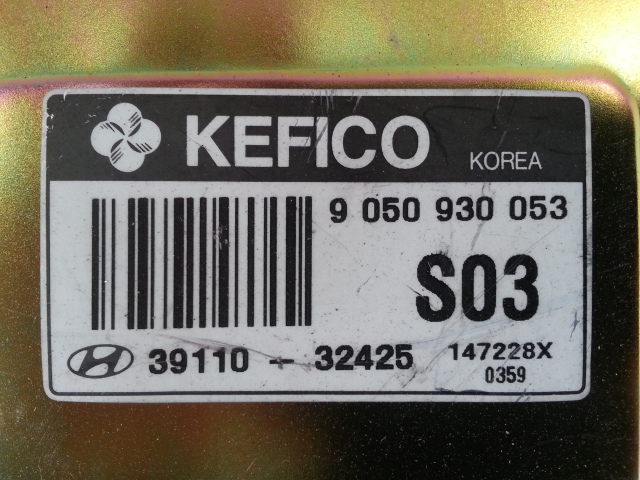 KEFICO KOREA
9 050 930 053
S03
39110 - 32425 147228X
0359